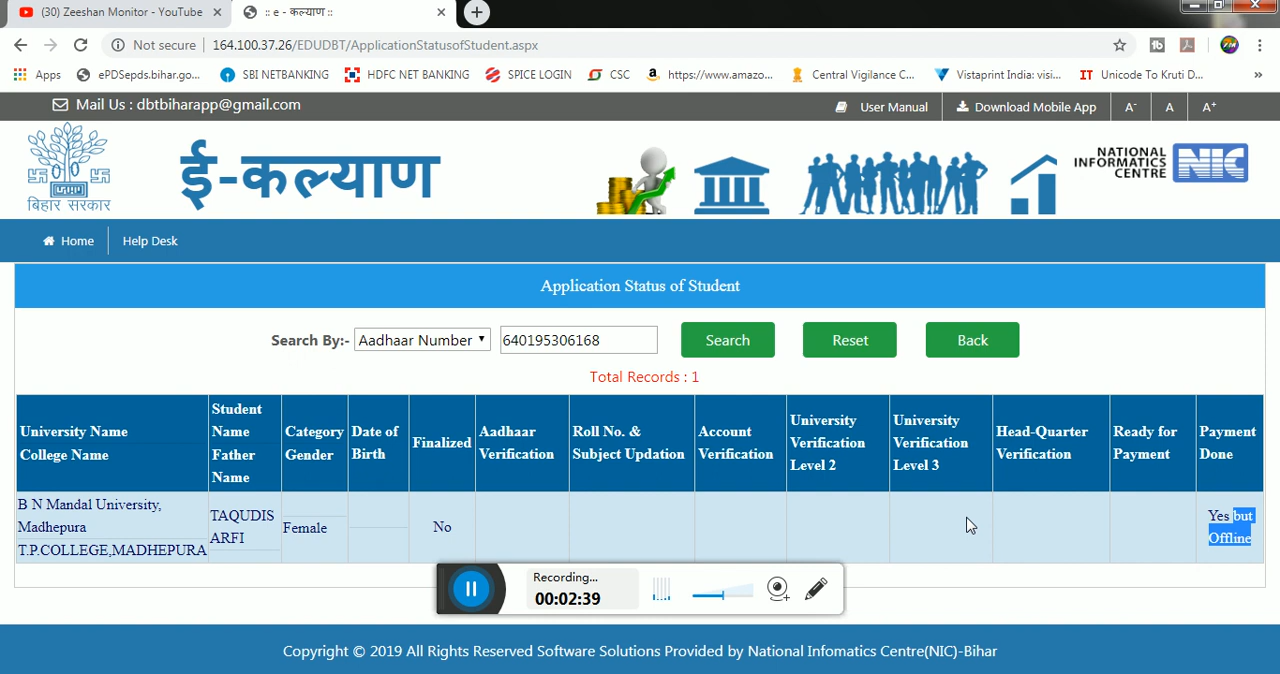 (30) Zeeshan Monitor - YouTube
:: e - कल्याण ::
Not secure 164.100.37.26/EDUDBT/ApplicationStatusofStudent.aspx
Apps ePDSepds.bihar.go... SBI NETBANKING HDFC NET BANKING SPICE LOGIN CSC https://www.amazo... Central Vigilance C... Vistaprint India: visi... IT Unicode To Kruti D... »
Mail Us : dbtbiharapp@gmail.com User Manual Download Mobile App A- A A+
बिहार सरकार
ई-कल्याण
NATIONAL
INFORMATICS
CENTRE
NIC
Home Help Desk
Application Status of Student
Search By:- Aadhaar Number 640195306168 Search Reset Back
Total Records : 1
University Name
College Name
Student
Name
Father
Name
Category
Gender
Date of
Birth
Finalized
Aadhaar
Verification
Roll No. &
Subject Updation
Account
Verification
University
Verification
Level 2
University
Verification
Level 3
Head-Quarter
Verification
Ready for
Payment
Payment
Done
B N Mandal University,
Madhepura
T.P.COLLEGE,MADHEPURA
TAQUDIS
ARFI
Female
No
Yes but
Offline
Recording...
00:02:39
Copyright © 2019 All Rights Reserved Software Solutions Provided by National Infomatics Centre(NIC)-Bihar